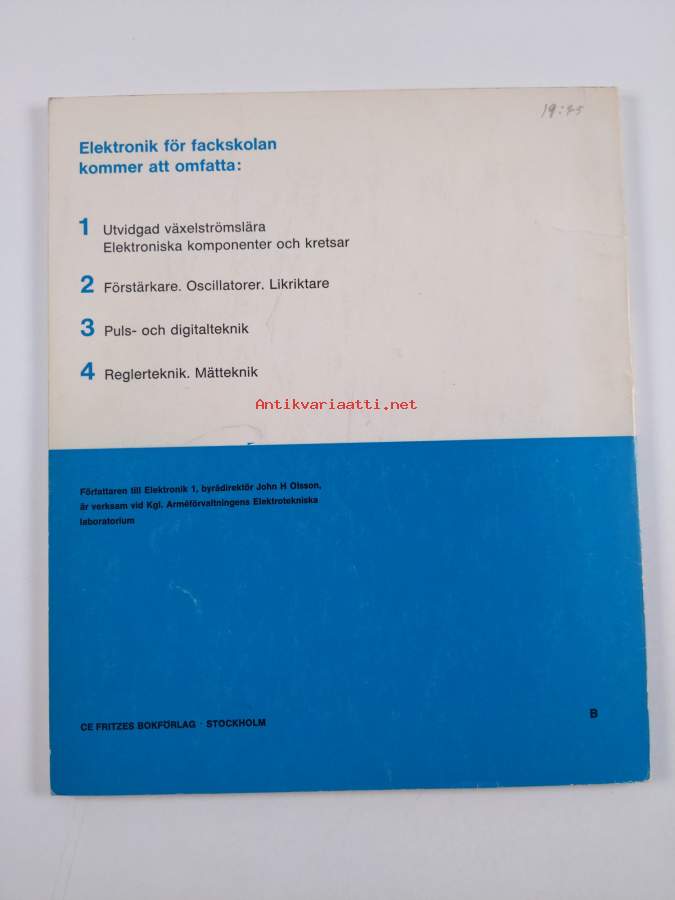 19:75
Elektronik för fackskolan
kommer att omfatta:
1 Utvidgad växelströmslära
Elektroniska komponenter och kretsar
2 Förstärkare. Oscillatorer. Likriktare
3 Puls- och digitalteknik
4 Reglerteknik. Mätteknik
Antikvariaatti.net
Författaren till Elektronik 1, byrådirektör John H Olsson,
är verksam vid Kgl. Arméförvaltningens Elektrotekniska
laboratorium
CE FRITZES BOKFÖRLAG · STOCKHOLM
B